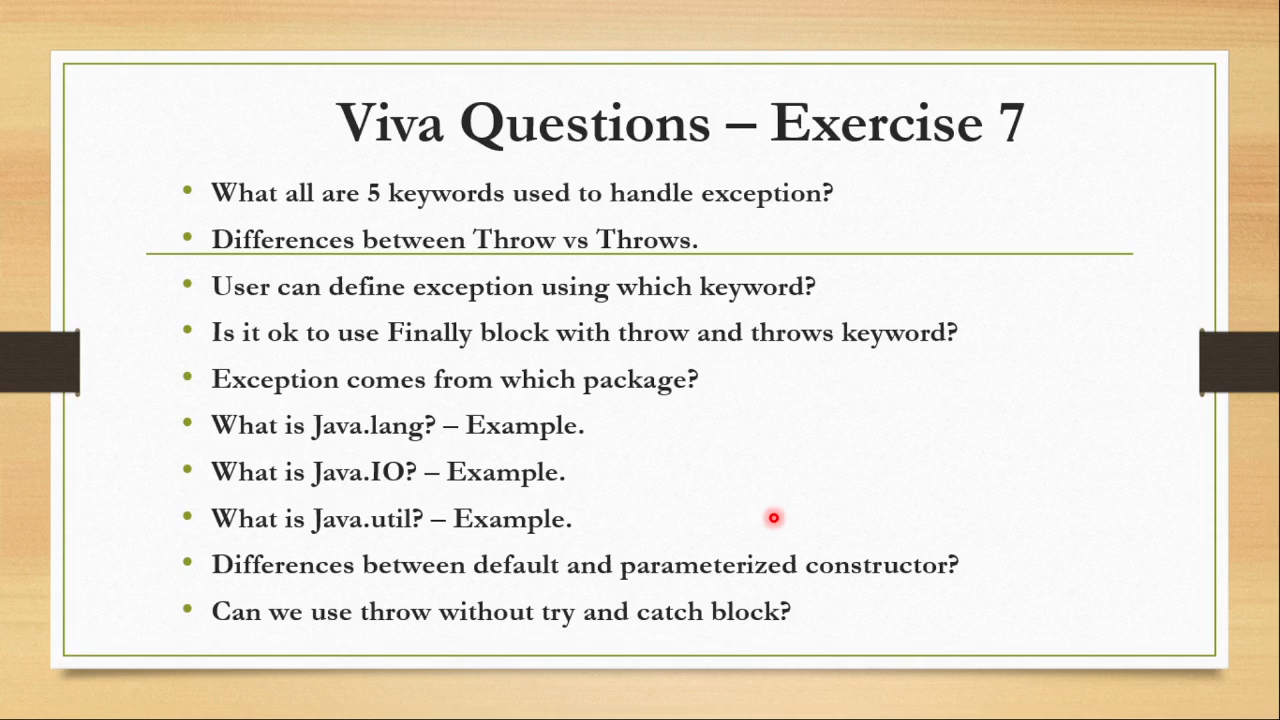 Viva Questions – Exercise 7
• What all are 5 keywords used to handle exception?
• Differences between Throw vs Throws.
• User can define exception using which keyword?
• Is it ok to use Finally block with throw and throws keyword?
• Exception comes from which package?
• What is Java.lang? – Example.
• What is Java.IO? – Example.
• What is Java.util? – Example.
• Differences between default and parameterized constructor?
• Can we use throw without try and catch block?